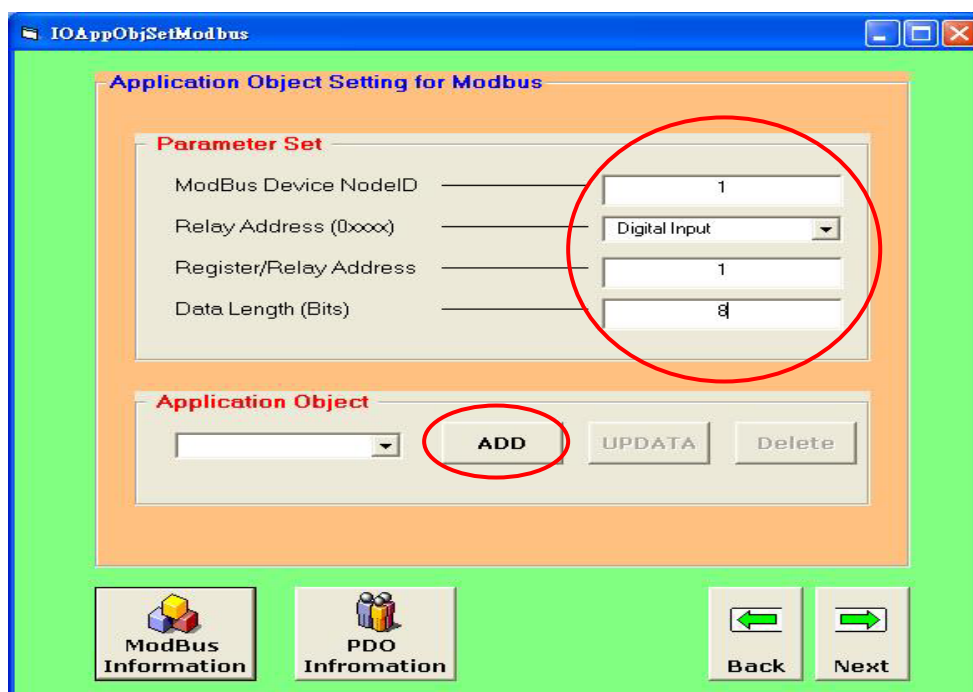 IOAppObjSetModbus
Application Object Setting for Modbus
Parameter Set
ModBus Device NodeID 1
Relay Address (0xxxx) Digital Input
Register/Relay Address 1
Data Length (Bits) 8
Application Object
ADD UPDATA Delete
ModBus Information
PDO Infromation
Back
Next